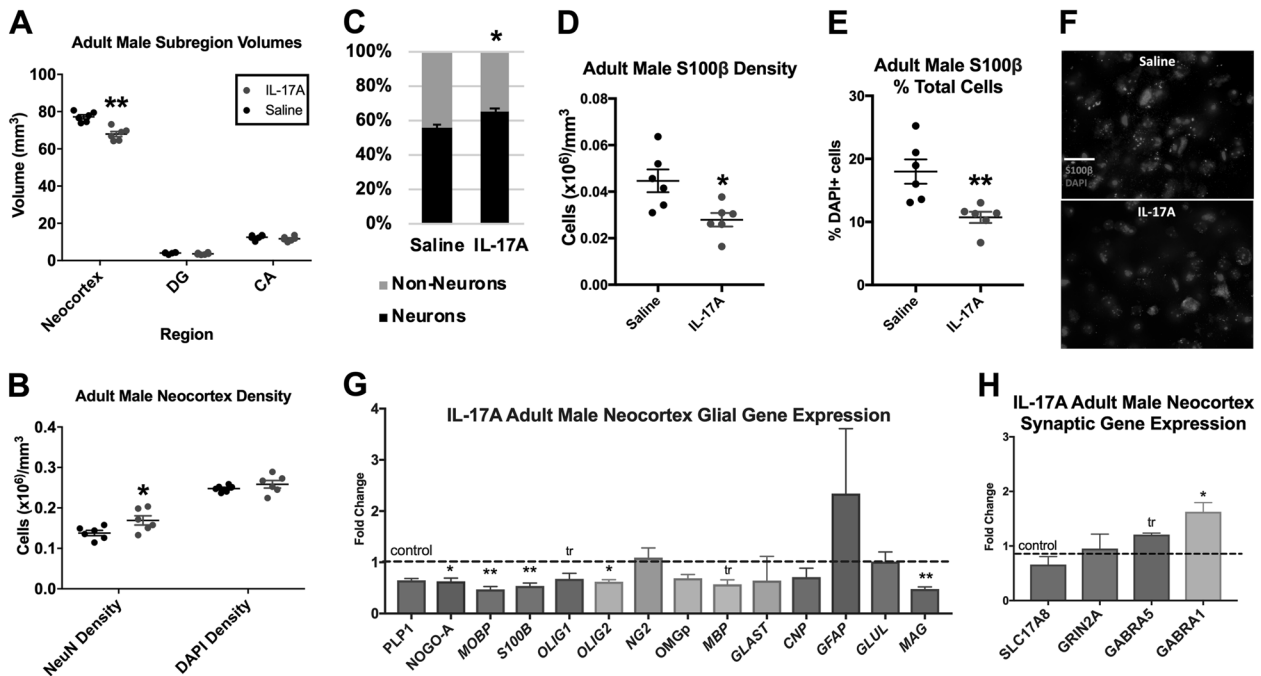 A
Adult Male Subregion Volumes
Volume (mm³)
100
80
60
40
20
0
**
IL-17A
Saline
Neocortex
DG
CA
Region
B
Adult Male Neocortex Density
Cells (x10⁶)/mm³
0.4
0.3
0.2
0.1
0.0
*
NeuN Density
DAPI Density
C
*
100%
80%
60%
40%
20%
0%
Saline IL-17A
Non-Neurons
Neurons
D
Adult Male S100β Density
Cells (x10⁶)/mm³
0.08
0.06
0.04
0.02
0.00
*
Saline
IL-17A
E
Adult Male S100β
% Total Cells
% DAPI+ cells
30
20
10
0
**
Saline
IL-17A
F
Saline
S100β
DAPI
IL-17A
G
IL-17A Adult Male Neocortex Glial Gene Expression
Fold Change
4
3
2
1
0
control
*
**
**
tr
*
tr
**
PLP1
NOGO-A
MOBP
S100B
OLIG1
OLIG2
NG2
OMGp
MBP
GLAST
CNP
GFAP
GLUL
MAG
H
IL-17A Adult Male Neocortex
Synaptic Gene Expression
Fold Change
3
2
1
0
control
tr
*
SLC17A8
GRIN2A
GABRA5
GABRA1